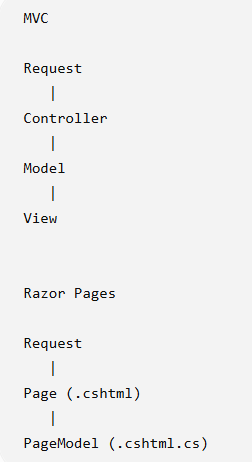 MVC
Request
|
Controller
|
Model
|
View
Razor Pages
Request
|
Page (.cshtml)
|
PageModel (.cshtml.cs)